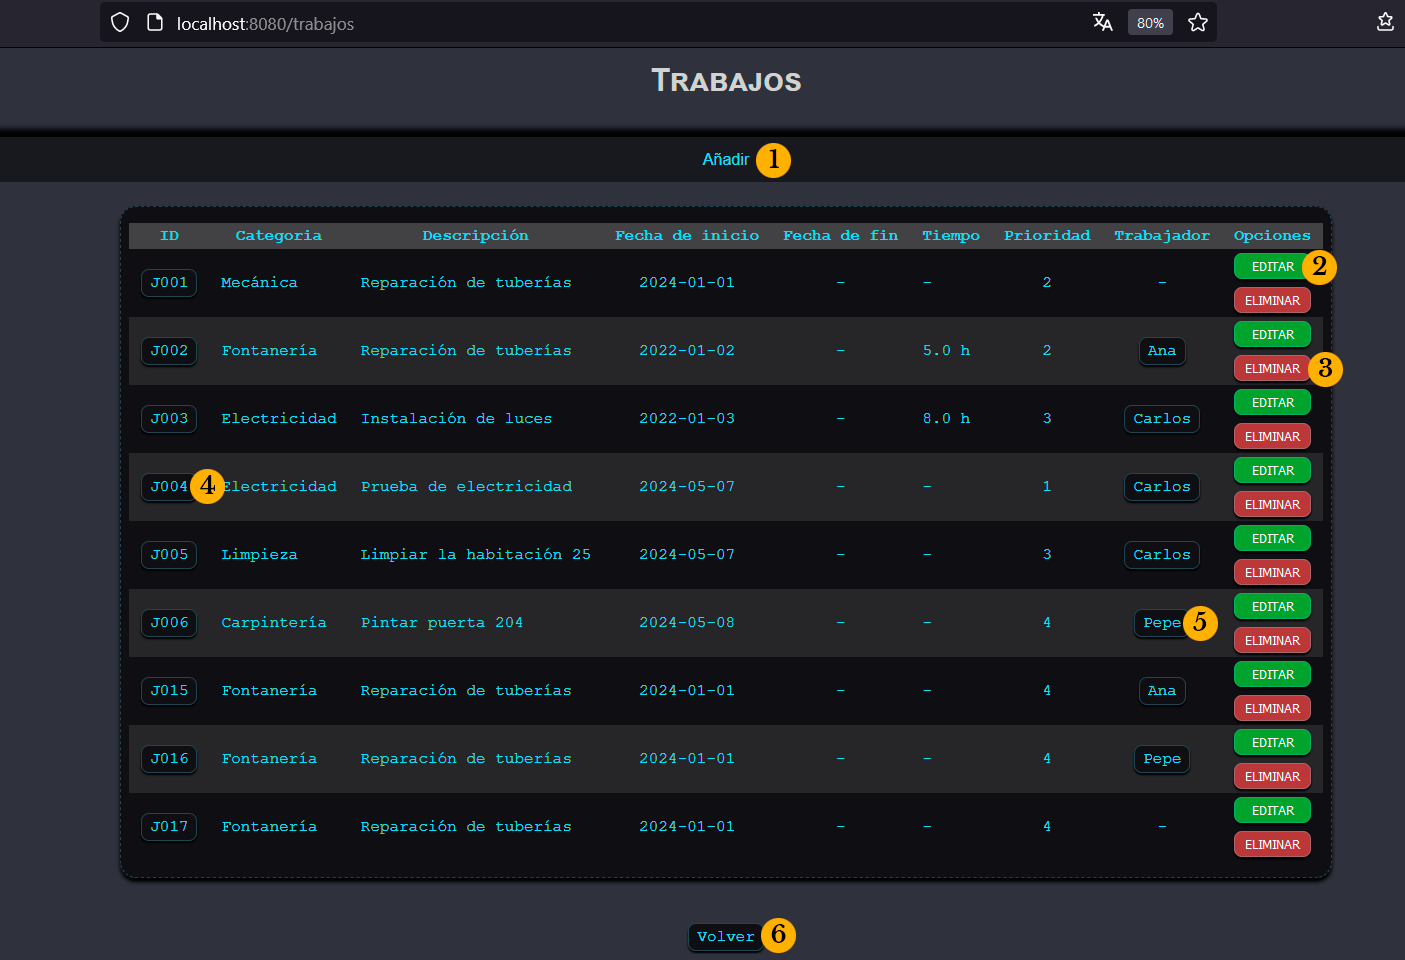 localhost:8080/trabajos 80%
Trabajos
Añadir 1
ID Categoria Descripción Fecha de inicio Fecha de fin Tiempo Prioridad Trabajador Opciones
J001 Mecánica Reparación de tuberías 2024-01-01 - - 2 - EDITAR 2
ELIMINAR
J002 Fontanería Reparación de tuberías 2022-01-02 - 5.0 h 2 Ana EDITAR
ELIMINAR 3
J003 Electricidad Instalación de luces 2022-01-03 - 8.0 h 3 Carlos EDITAR
ELIMINAR
J004 4 Electricidad Prueba de electricidad 2024-05-07 - - 1 Carlos EDITAR
ELIMINAR
J005 Limpieza Limpiar la habitación 25 2024-05-07 - - 3 Carlos EDITAR
ELIMINAR
J006 Carpintería Pintar puerta 204 2024-05-08 - - 4 Pepe 5 EDITAR
ELIMINAR
J015 Fontanería Reparación de tuberías 2024-01-01 - - 4 Ana EDITAR
ELIMINAR
J016 Fontanería Reparación de tuberías 2024-01-01 - - 4 Pepe EDITAR
ELIMINAR
J017 Fontanería Reparación de tuberías 2024-01-01 - - 4 - EDITAR
ELIMINAR
Volver 6